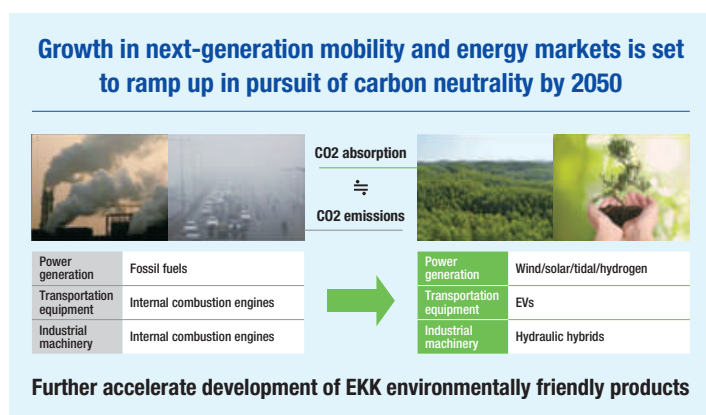 Growth in next-generation mobility and energy markets is set
to ramp up in pursuit of carbon neutrality by 2050
CO2 absorption
≒
CO2 emissions
Power
generation
Fossil fuels
Transportation
equipment
Internal combustion engines
Industrial
machinery
Internal combustion engines
Power
generation
Wind/solar/tidal/hydrogen
Transportation
equipment
EVs
Industrial
machinery
Hydraulic hybrids
Further accelerate development of EKK environmentally friendly products